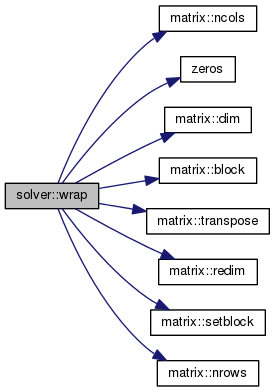 matrix::ncols
zeros
matrix::dim
matrix::block
solver::wrap
matrix::transpose
matrix::redim
matrix::setblock
matrix::nrows